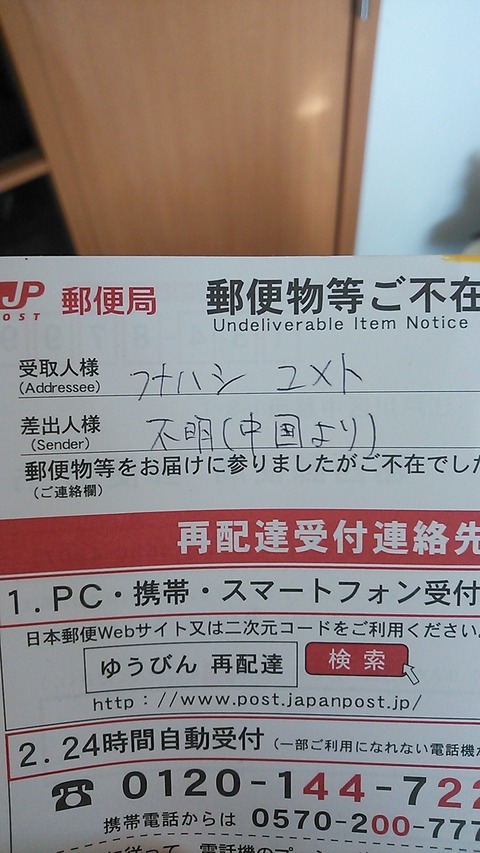 JP 郵便局 郵便物等ご不在
POST Undeliverable Item Notice
受取人様 フナハシ ユメト
(Addressee)
差出人様 不明(中国より)
(Sender)
郵便物等をお届けに参りましたがご不在でした
(ご連絡欄)
再配達受付連絡先
1.PC・携帯・スマートフォン受付
日本郵便Webサイト又は二次元コードをご利用ください。
ゆうびん 再配達 検索
http://www.post.japanpost.jp/
2.24時間自動受付(一部ご利用になれない電話機が
0120-144-722
携帯電話からは 0570-200-777